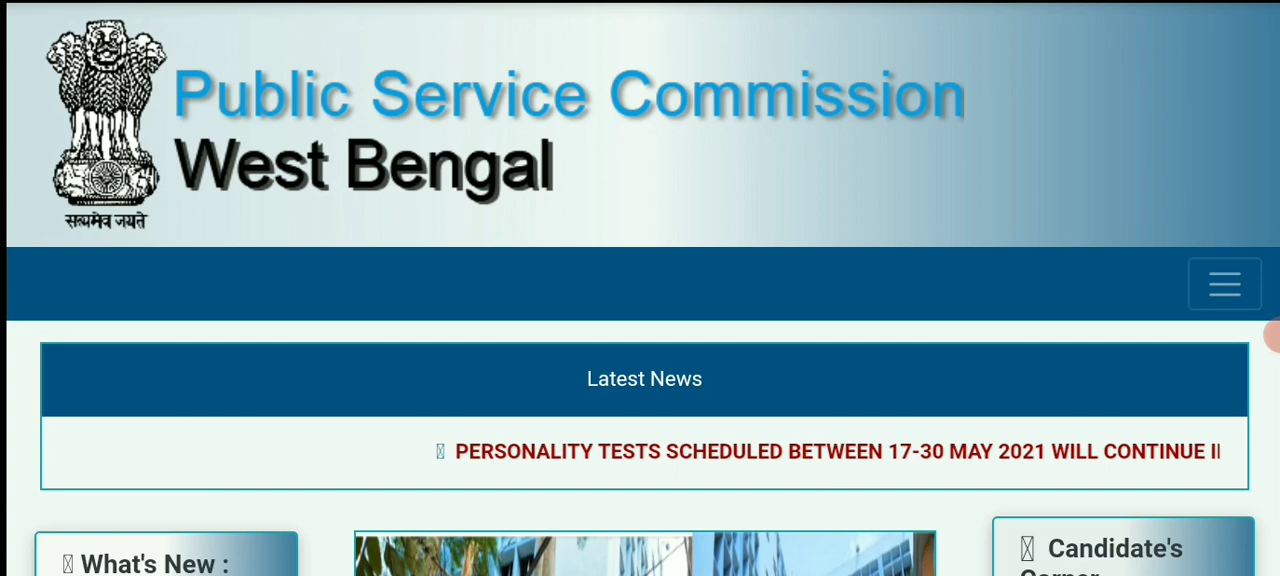 Public Service Commission
West Bengal
सत्यमेव जयते
Latest News
PERSONALITY TESTS SCHEDULED BETWEEN 17-30 MAY 2021 WILL CONTINUE
What's New :
Candidate's
Corner